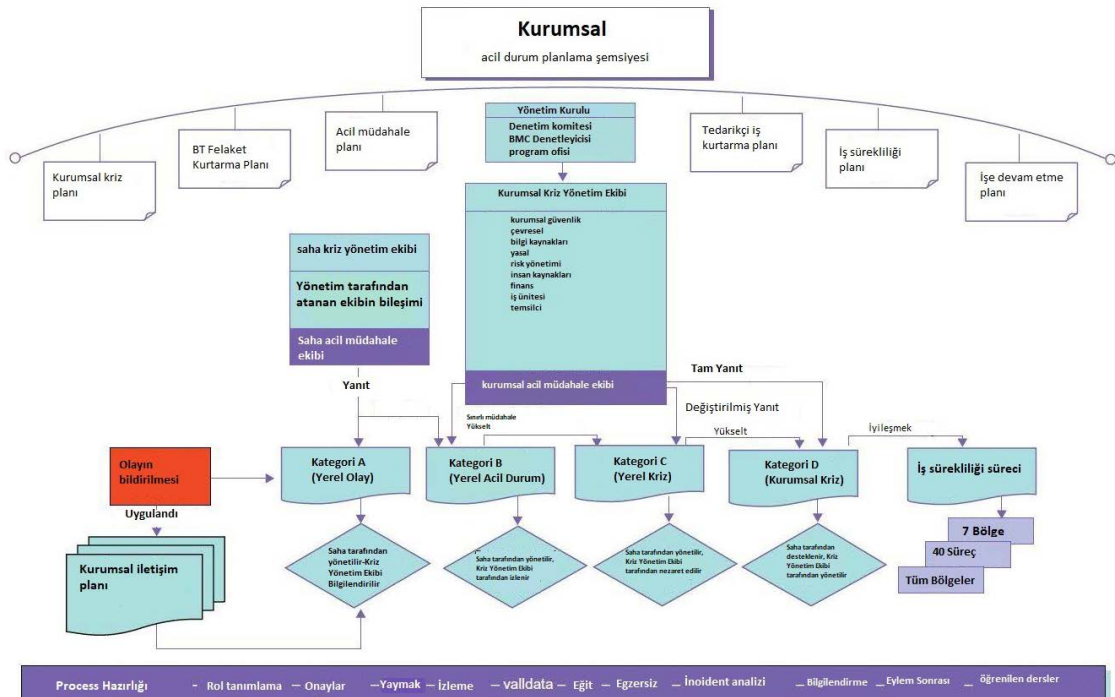 Kurumsal
acil durum planlama şemsiyesi
Kurumsal kriz
planı
BT Felaket
Kurtarma Planı
Acil müdahale
planı
Yönetim Kurulu
Denetim komitesi
BMC Denetleyicisi
program ofisi
Tedarikçi iş
kurtarma planı
İş sürekliliği
planı
İşe devam etme
planı
Kurumsal Kriz Yönetim Ekibi
kurumsal güvenlik
çevresel
bilgi kaynakları
yasal
risk yönetimi
insan kaynakları
finans
iş ünitesi
temsilci
kurumsal acil müdahale ekibi
saha kriz yönetim ekibi
Yönetim tarafından
atanan ekibin bileşimi
Saha acil müdahale
ekibi
Yanıt
Tam Yanıt
Değiştirilmiş Yanıt
Sınırlı müdahale
Yükselt
Yükselt
İyileşmek
Olayın
bildirilmesi
Kategori A
(Yerel Olay)
Kategori B
(Yerel Acil Durum)
Kategori C
(Yerel Kriz)
Kategori D
(Kurumsal Kriz)
İş sürekliliği süreci
Uygulandı
Kurumsal iletişim
planı
Saha tarafından
yönetilir-Kriz
Yönetim Ekibi
Bilgilendirilir
Saha tarafından yönetilir,
Kriz Yönetim Ekibi
tarafından izlenir
Saha tarafından yönetilir,
Kriz Yönetim Ekibi
tarafından nezaret edilir
Saha tarafından
desteklenir, Kriz
Yönetim Ekibi
tarafından yönetilir
7 Bölge
40 Süreç
Tüm Bölgeler
Process Hazırlığı - Rol tanımlama — Onaylar — Yaymak — İzleme — valldata — Eğit — Egzersiz — İnoident analizi — Bilgilendirme — Eylem Sonrası — öğrenilen dersler